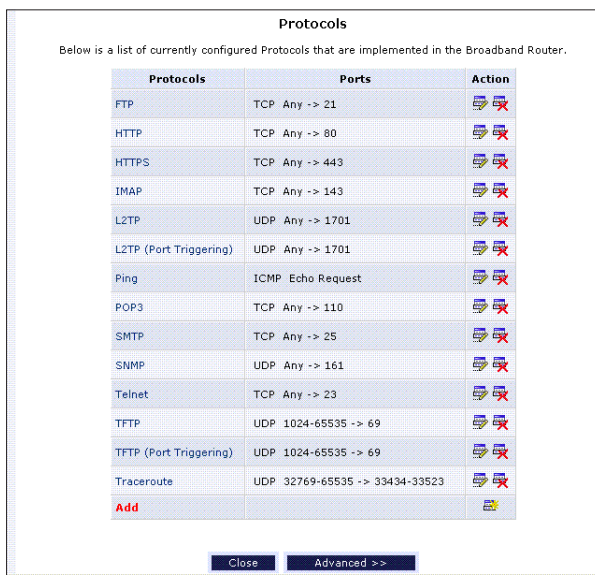 Protocols
Below is a list of currently configured Protocols that are implemented in the Broadband Router.
Protocols Ports Action
FTP TCP Any -> 21
HTTP TCP Any -> 80
HTTPS TCP Any -> 443
IMAP TCP Any -> 143
L2TP UDP Any -> 1701
L2TP (Port Triggering) UDP Any -> 1701
Ping ICMP Echo Request
POP3 TCP Any -> 110
SMTP TCP Any -> 25
SNMP UDP Any -> 161
Telnet TCP Any -> 23
TFTP UDP 1024-65535 -> 69
TFTP (Port Triggering) UDP 1024-65535 -> 69
Traceroute UDP 32769-65535 -> 33434-33523
Add
Close Advanced >>